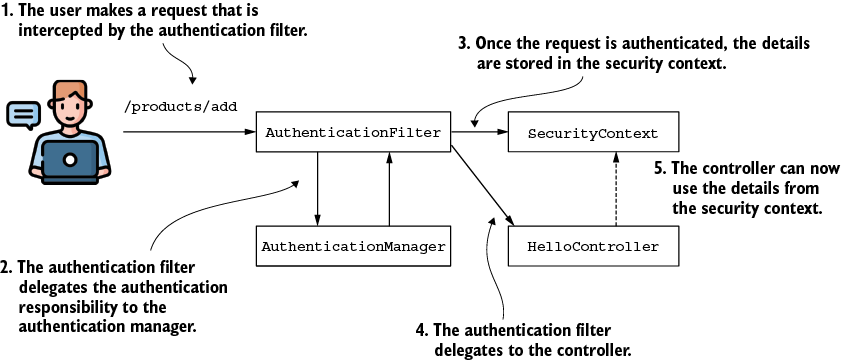 1. The user makes a request that is
intercepted by the authentication filter.
3. Once the request is authenticated, the details
are stored in the security context.
/products/add
AuthenticationFilter
SecurityContext
5. The controller can now
use the details from
the security context.
AuthenticationManager
HelloController
2. The authentication filter
delegates the authentication
responsibility to the
authentication manager.
4. The authentication filter
delegates to the controller.